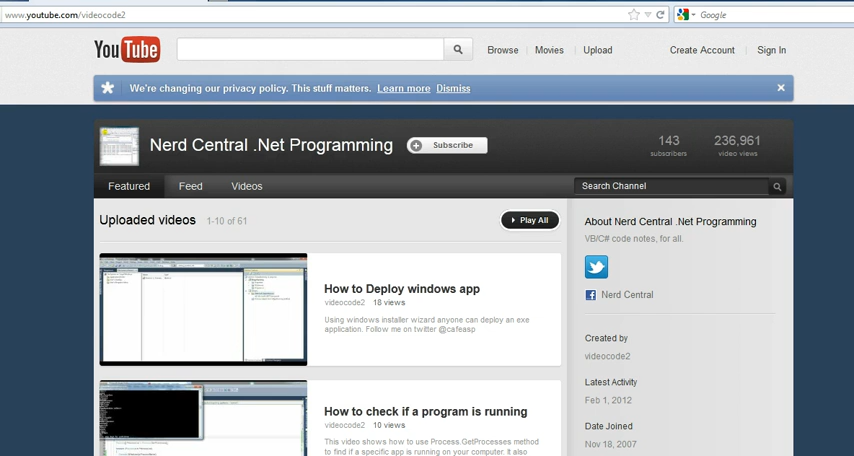 www.youtube.com/videocode2
Google
YouTube
Browse
Movies
Upload
Create Account
Sign In
We're changing our privacy policy. This stuff matters. Learn more Dismiss
Nerd Central .Net Programming
Subscribe
143
subscribers
236,961
video views
Featured
Feed
Videos
Search Channel
Uploaded videos 1-10 of 61
Play All
How to Deploy windows app
videocode2 18 views
Using windows installer wizard anyone can deploy an exe
application. Follow me on twitter @cafeasp
How to check if a program is running
videocode2 10 views
This video shows how to use Process.GetProcesses method
to find if a specific app is running on your computer. It also
About Nerd Central .Net Programming
VB/C# code notes, for all.
Nerd Central
Created by
videocode2
Latest Activity
Feb 1, 2012
Date Joined
Nov 18, 2007